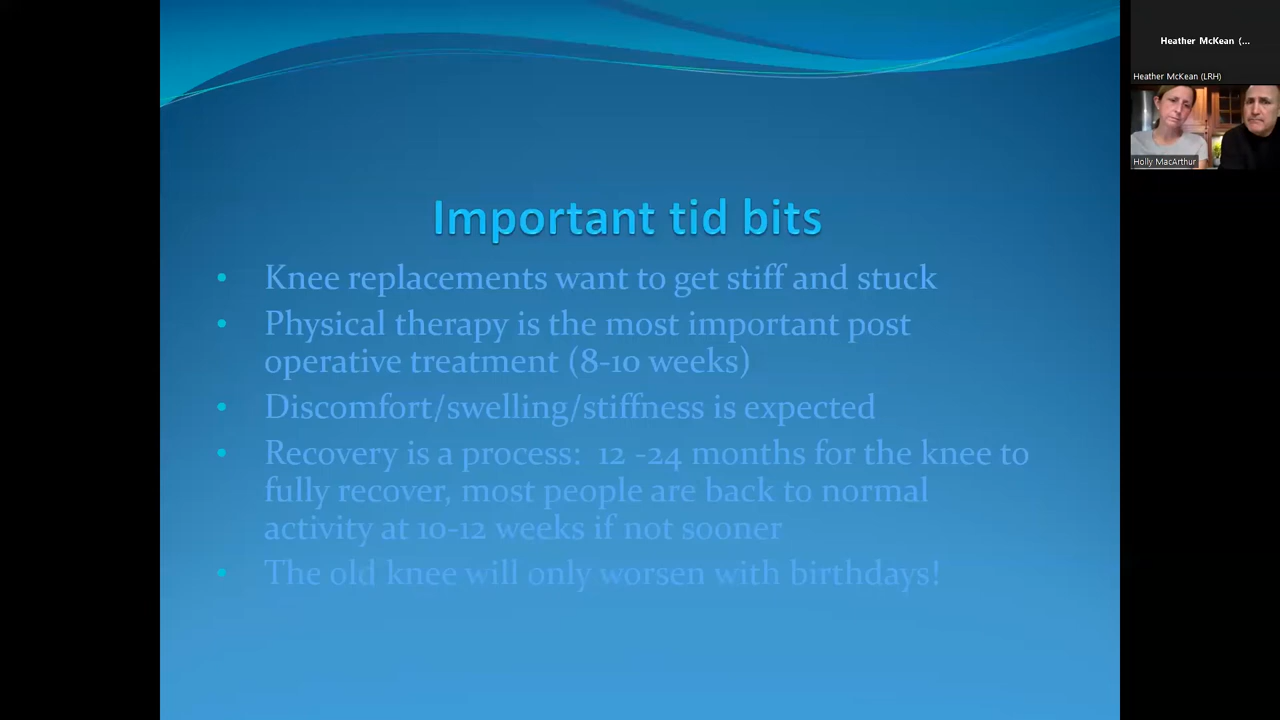 Important tid bits
• Knee replacements want to get stiff and stuck
• Physical therapy is the most important post
operative treatment (8-10 weeks)
• Discomfort/swelling/stiffness is expected
• Recovery is a process:  12 -24 months for the knee to
fully recover, most people are back to normal
activity at 10-12 weeks if not sooner
• The old knee will only worsen with birthdays!
Heather McKean (...
Heather McKean (LRH)
Holly MacArthur